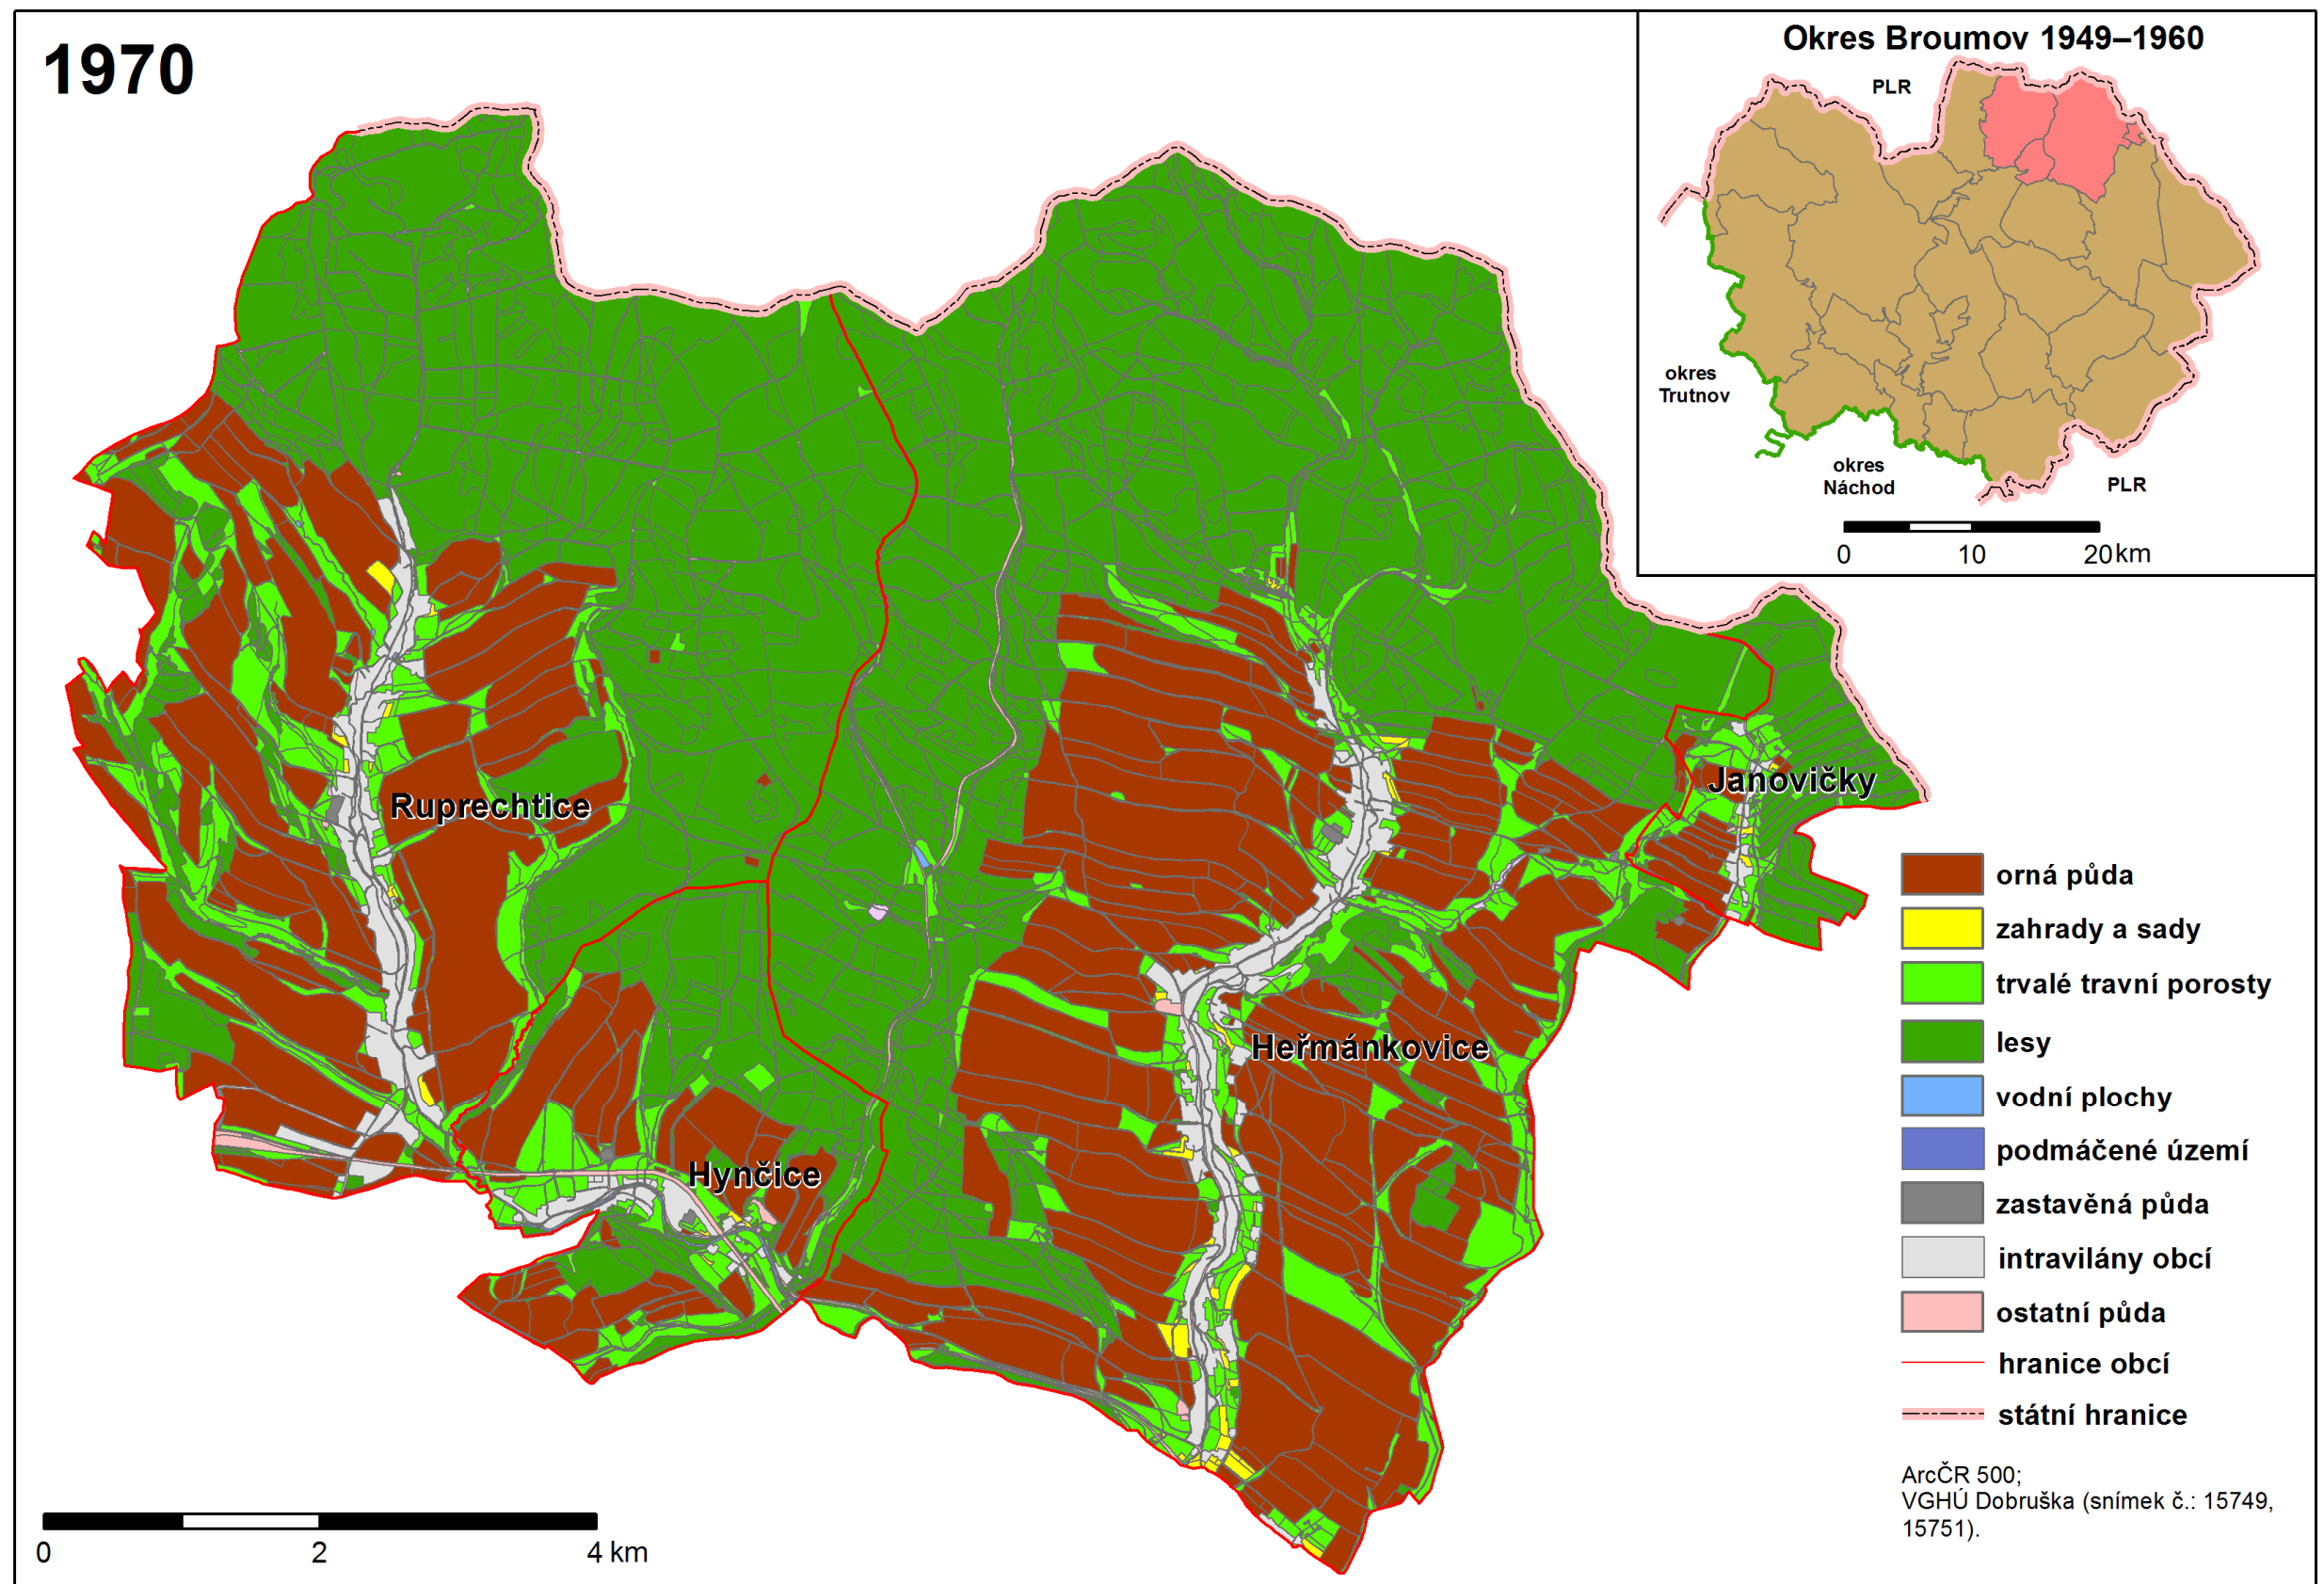 1970
Okres Broumov 1949–1960
PLR
okres
Trutnov
okres
Náchod
PLR
0 10 20 km
Ruprechtice
Janovičky
Heřmánkovice
Hynčice
orná půda
zahrady a sady
trvalé travní porosty
lesy
vodní plochy
podmáčené území
zastavěná půda
intravilány obcí
ostatní půda
hranice obcí
státní hranice
ArcČR 500;
VGHÚ Dobruška (snímek č.: 15749,
15751).
0 2 4 km